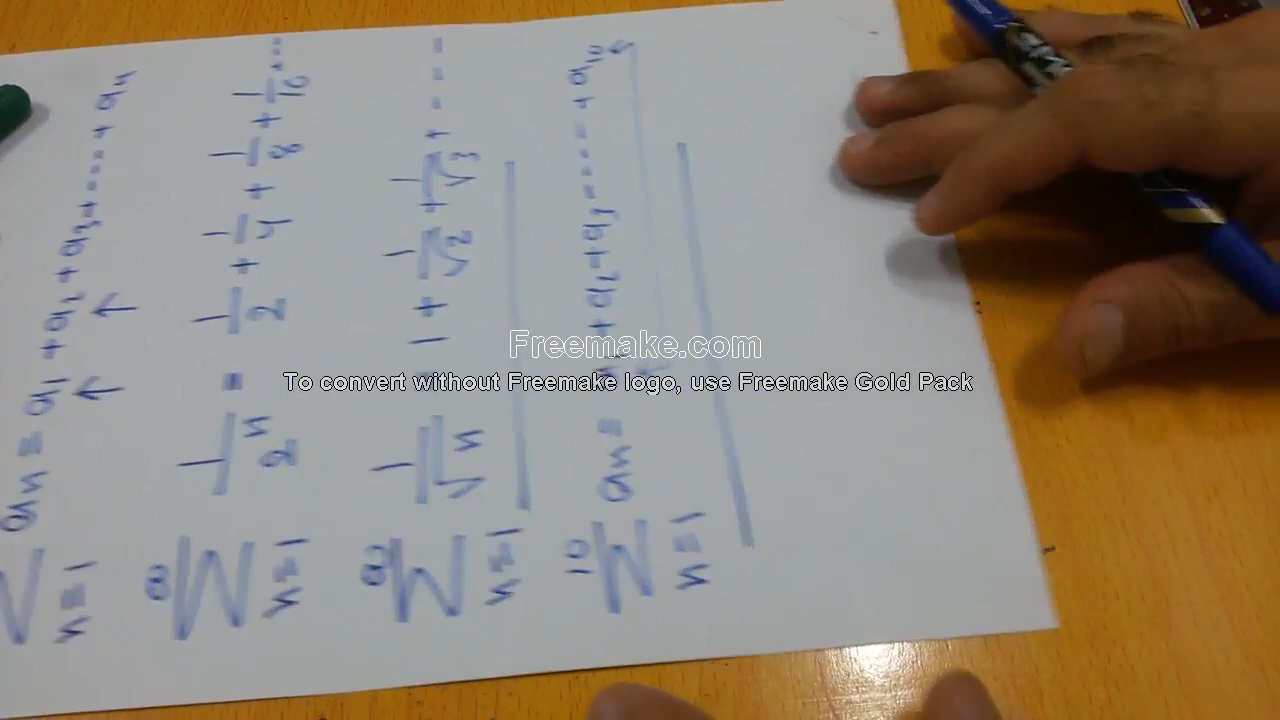 ∑ n=1 an = a1 + a2 + a3 + --- + an
∑ n=1 ∞ 1/2^n = 1/2 + 1/4 + 1/8 + 1/16 ---
∑ n=1 ∞ 1/√n = 1 + 1/√2 + 1/√3 + - - -
∑ n=1 10 an = a1 + a2 + a3 ---- + a10
Freemake.com
To convert without Freemake logo, use Freemake Gold Pack